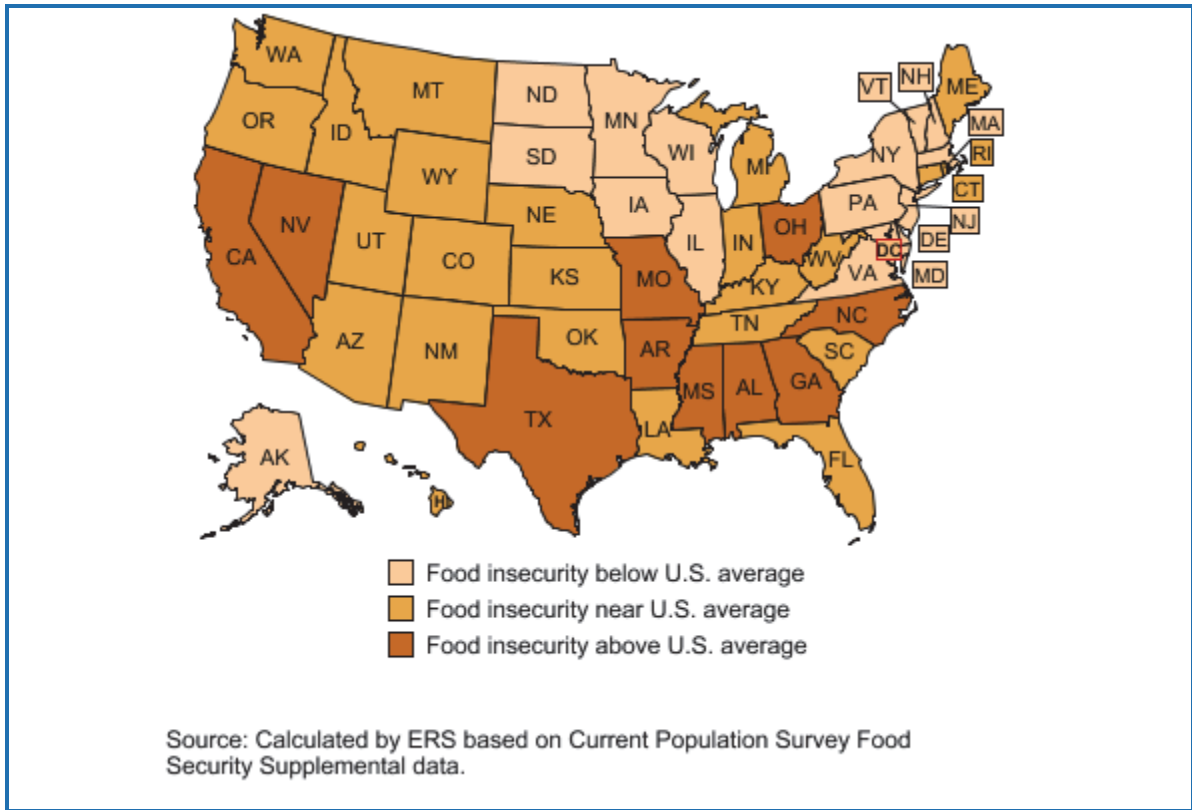 WA
MT
ND
MN
VT
NH
ME
OR
ID
SD
WI
MI
NY
MA
RI
WY
CT
NE
IA
PA
NJ
NV
UT
CO
IL
IN
OH
DE
CA
KS
MO
WV
DC
VA
MD
KY
AZ
NM
OK
TN
NC
AR
SC
TX
MS
AL
GA
LA
FL
AK
H
Food insecurity below U.S. average
Food insecurity near U.S. average
Food insecurity above U.S. average
Source: Calculated by ERS based on Current Population Survey Food
Security Supplemental data.